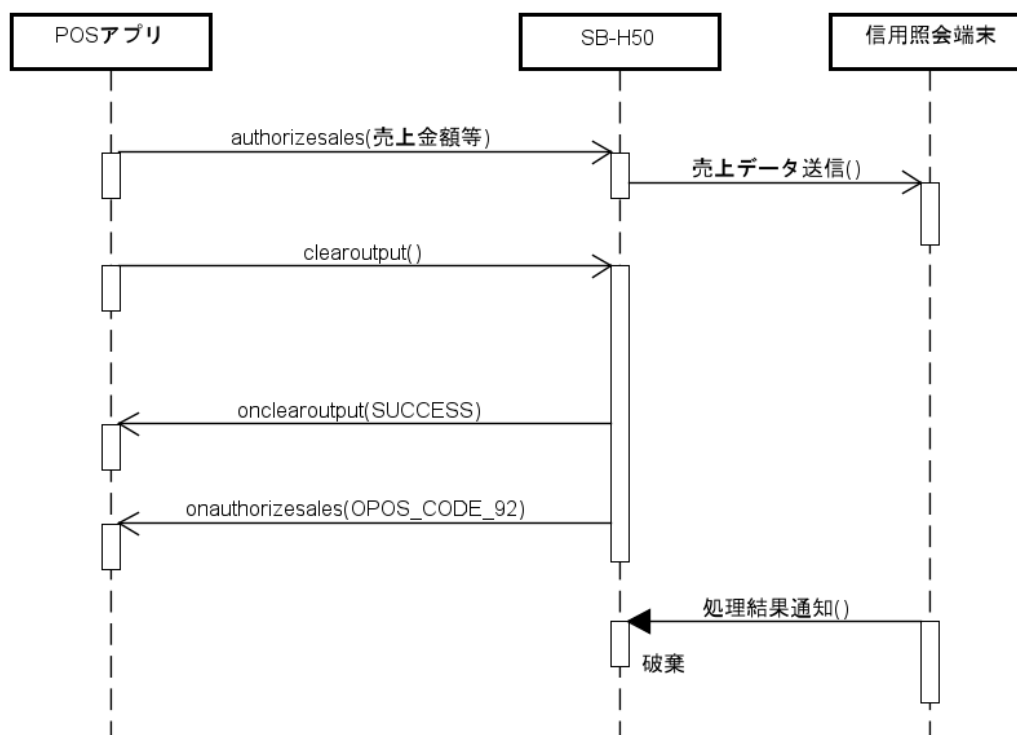 POSアプリ
SB-H50
信用照会端末
authorizesales(売上金額等)
売上データ送信()
clearoutput()
onclearoutput(SUCCESS)
onauthorizesales(OPOS_CODE_92)
処理結果通知()
破棄